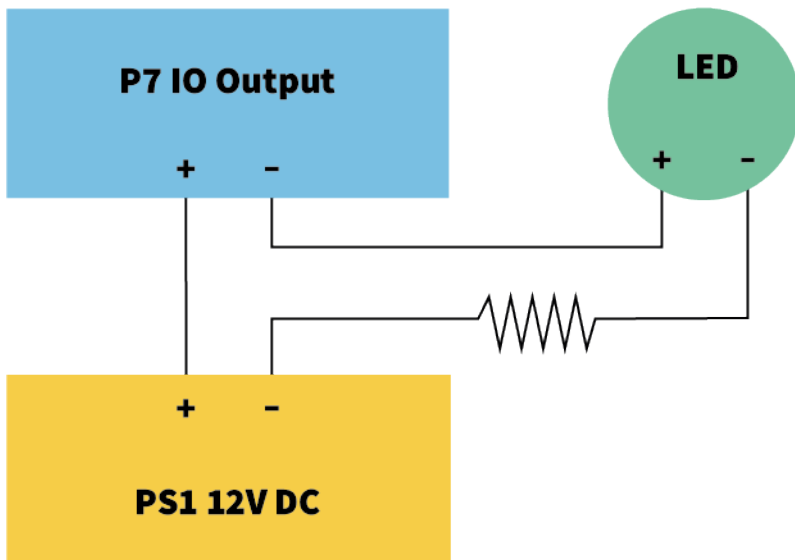 P7 IO Output
LED
+ –
+ –
+ –
PS1 12V DC